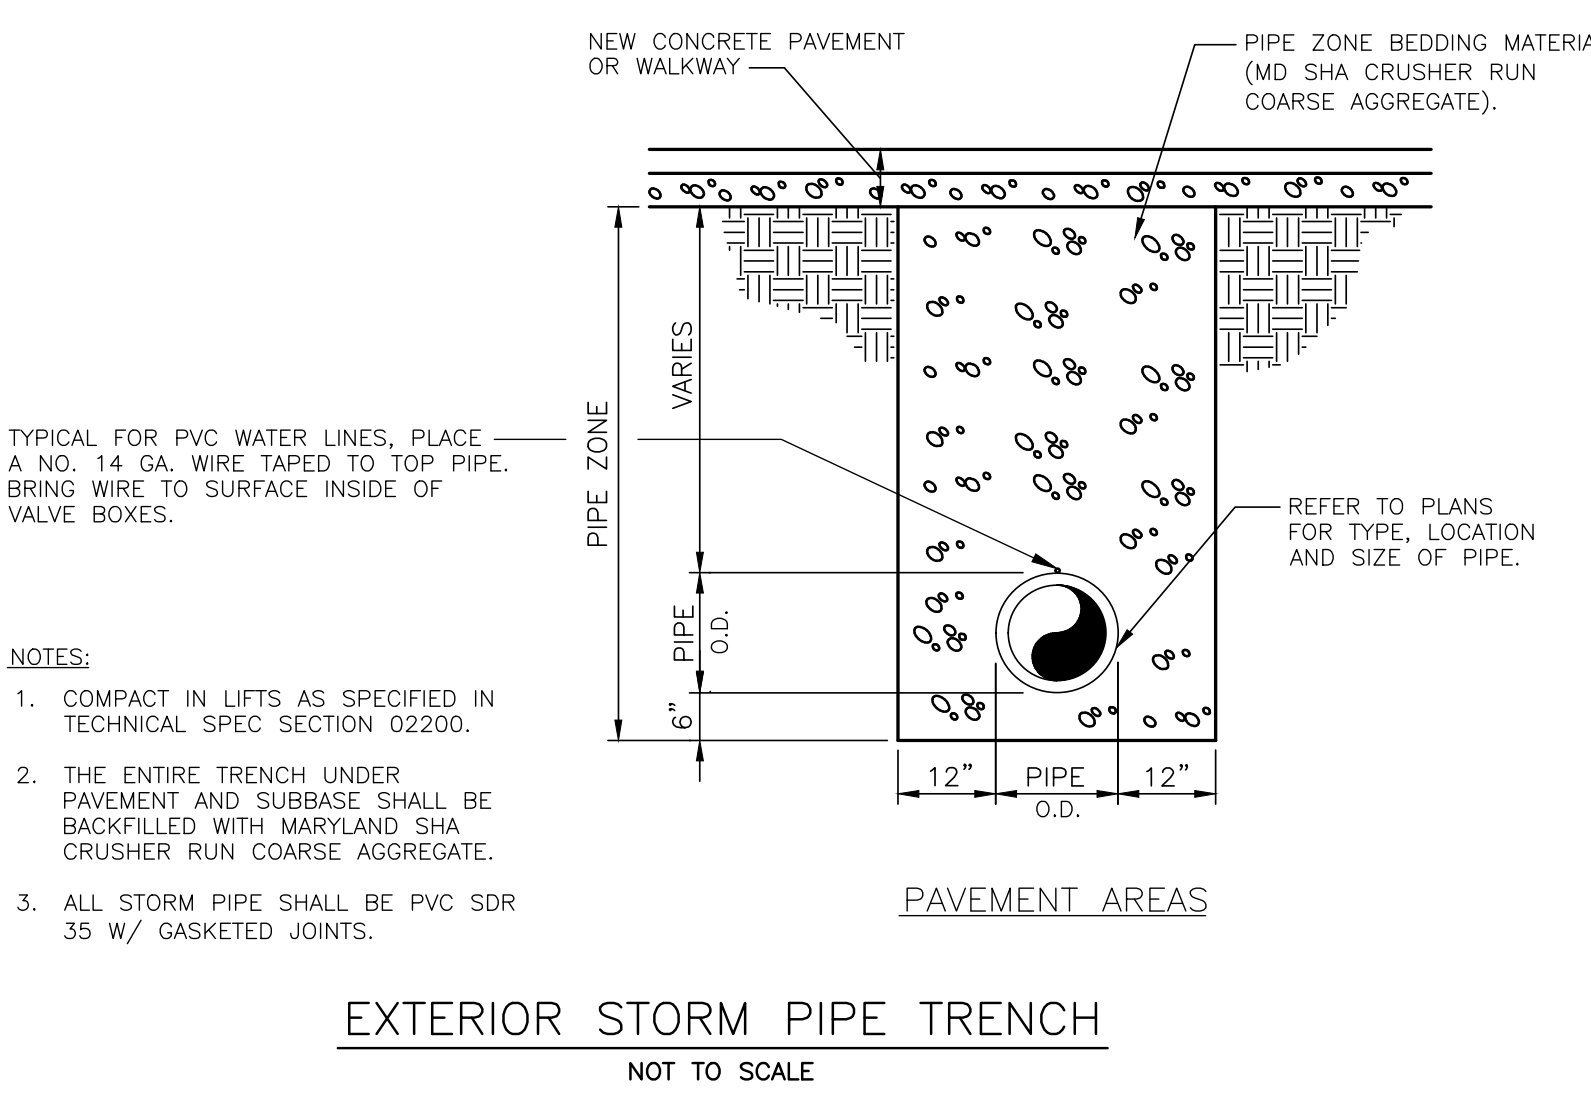 NEW CONCRETE PAVEMENT
OR WALKWAY
PIPE ZONE BEDDING MATERIA
(MD SHA CRUSHER RUN
COARSE AGGREGATE).
VARIES
PIPE ZONE
TYPICAL FOR PVC WATER LINES, PLACE
A NO. 14 GA. WIRE TAPED TO TOP PIPE.
BRING WIRE TO SURFACE INSIDE OF
VALVE BOXES.
REFER TO PLANS
FOR TYPE, LOCATION
AND SIZE OF PIPE.
PIPE
O.D.
6"
12"
PIPE
O.D.
12"
NOTES:
1. COMPACT IN LIFTS AS SPECIFIED IN
TECHNICAL SPEC SECTION 02200.
2. THE ENTIRE TRENCH UNDER
PAVEMENT AND SUBBASE SHALL BE
BACKFILLED WITH MARYLAND SHA
CRUSHER RUN COARSE AGGREGATE.
3. ALL STORM PIPE SHALL BE PVC SDR
35 W/ GASKETED JOINTS.
PAVEMENT AREAS
EXTERIOR STORM PIPE TRENCH
NOT TO SCALE